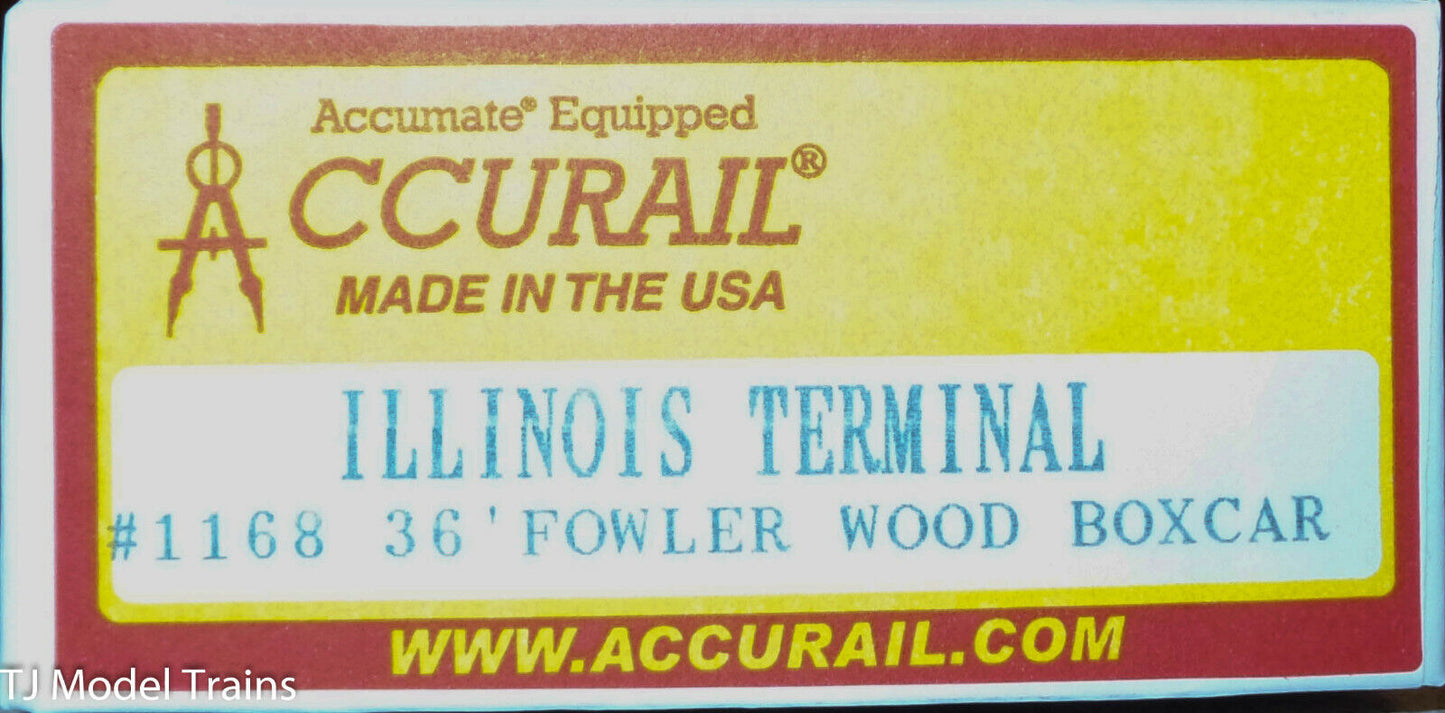 Accumate® Equipped
ACCURAIL®
MADE IN THE USA
ILLINOIS TERMINAL
#1168 36' FOWLER WOOD BOXCAR
WWW.ACCURAIL.COM
TJ Model Trains